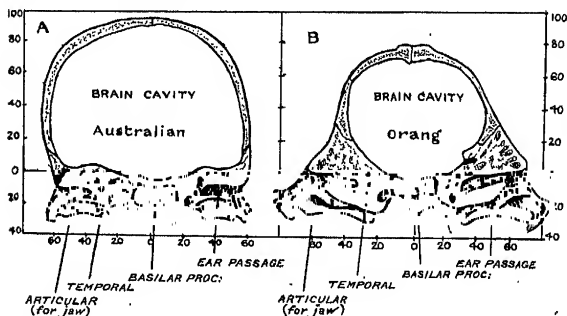 A
B
100
80
60
40
20
0
20
40
100
80
60
40
20
0
20
40
BRAIN CAVITY
Australian
BRAIN CAVITY
Orang
60 40 20 0 20 40 60
80 60 40 20 0 20 40 60
EAR PASSAGE
BASILAR PROC:
TEMPORAL
ARTICULAR
(for jaw)
EAR PASSAGE
BASILAR PROC:
TEMPORAL
ARTICULAR
(for jaw)